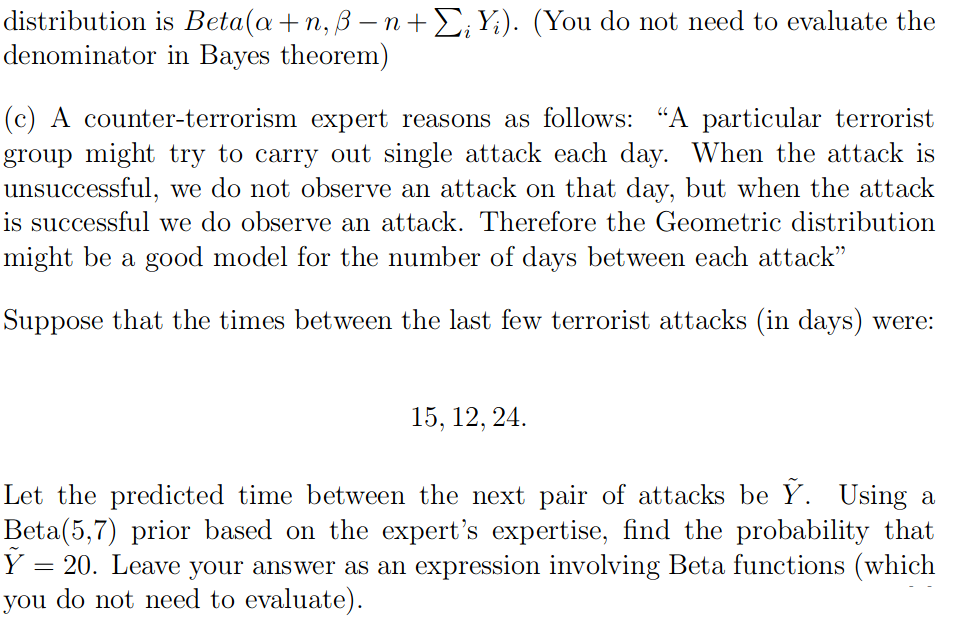 distribution is Beta(α + n, β − n + ∑ᵢ Yᵢ). (You do not need to evaluate the
denominator in Bayes theorem)
(c) A counter-terrorism expert reasons as follows: “A particular terrorist
group might try to carry out single attack each day. When the attack is
unsuccessful, we do not observe an attack on that day, but when the attack
is successful we do observe an attack. Therefore the Geometric distribution
might be a good model for the number of days between each attack”
Suppose that the times between the last few terrorist attacks (in days) were:
15, 12, 24.
Let the predicted time between the next pair of attacks be Ỹ. Using a
Beta(5,7) prior based on the expert’s expertise, find the probability that
Ỹ = 20. Leave your answer as an expression involving Beta functions (which
you do not need to evaluate).